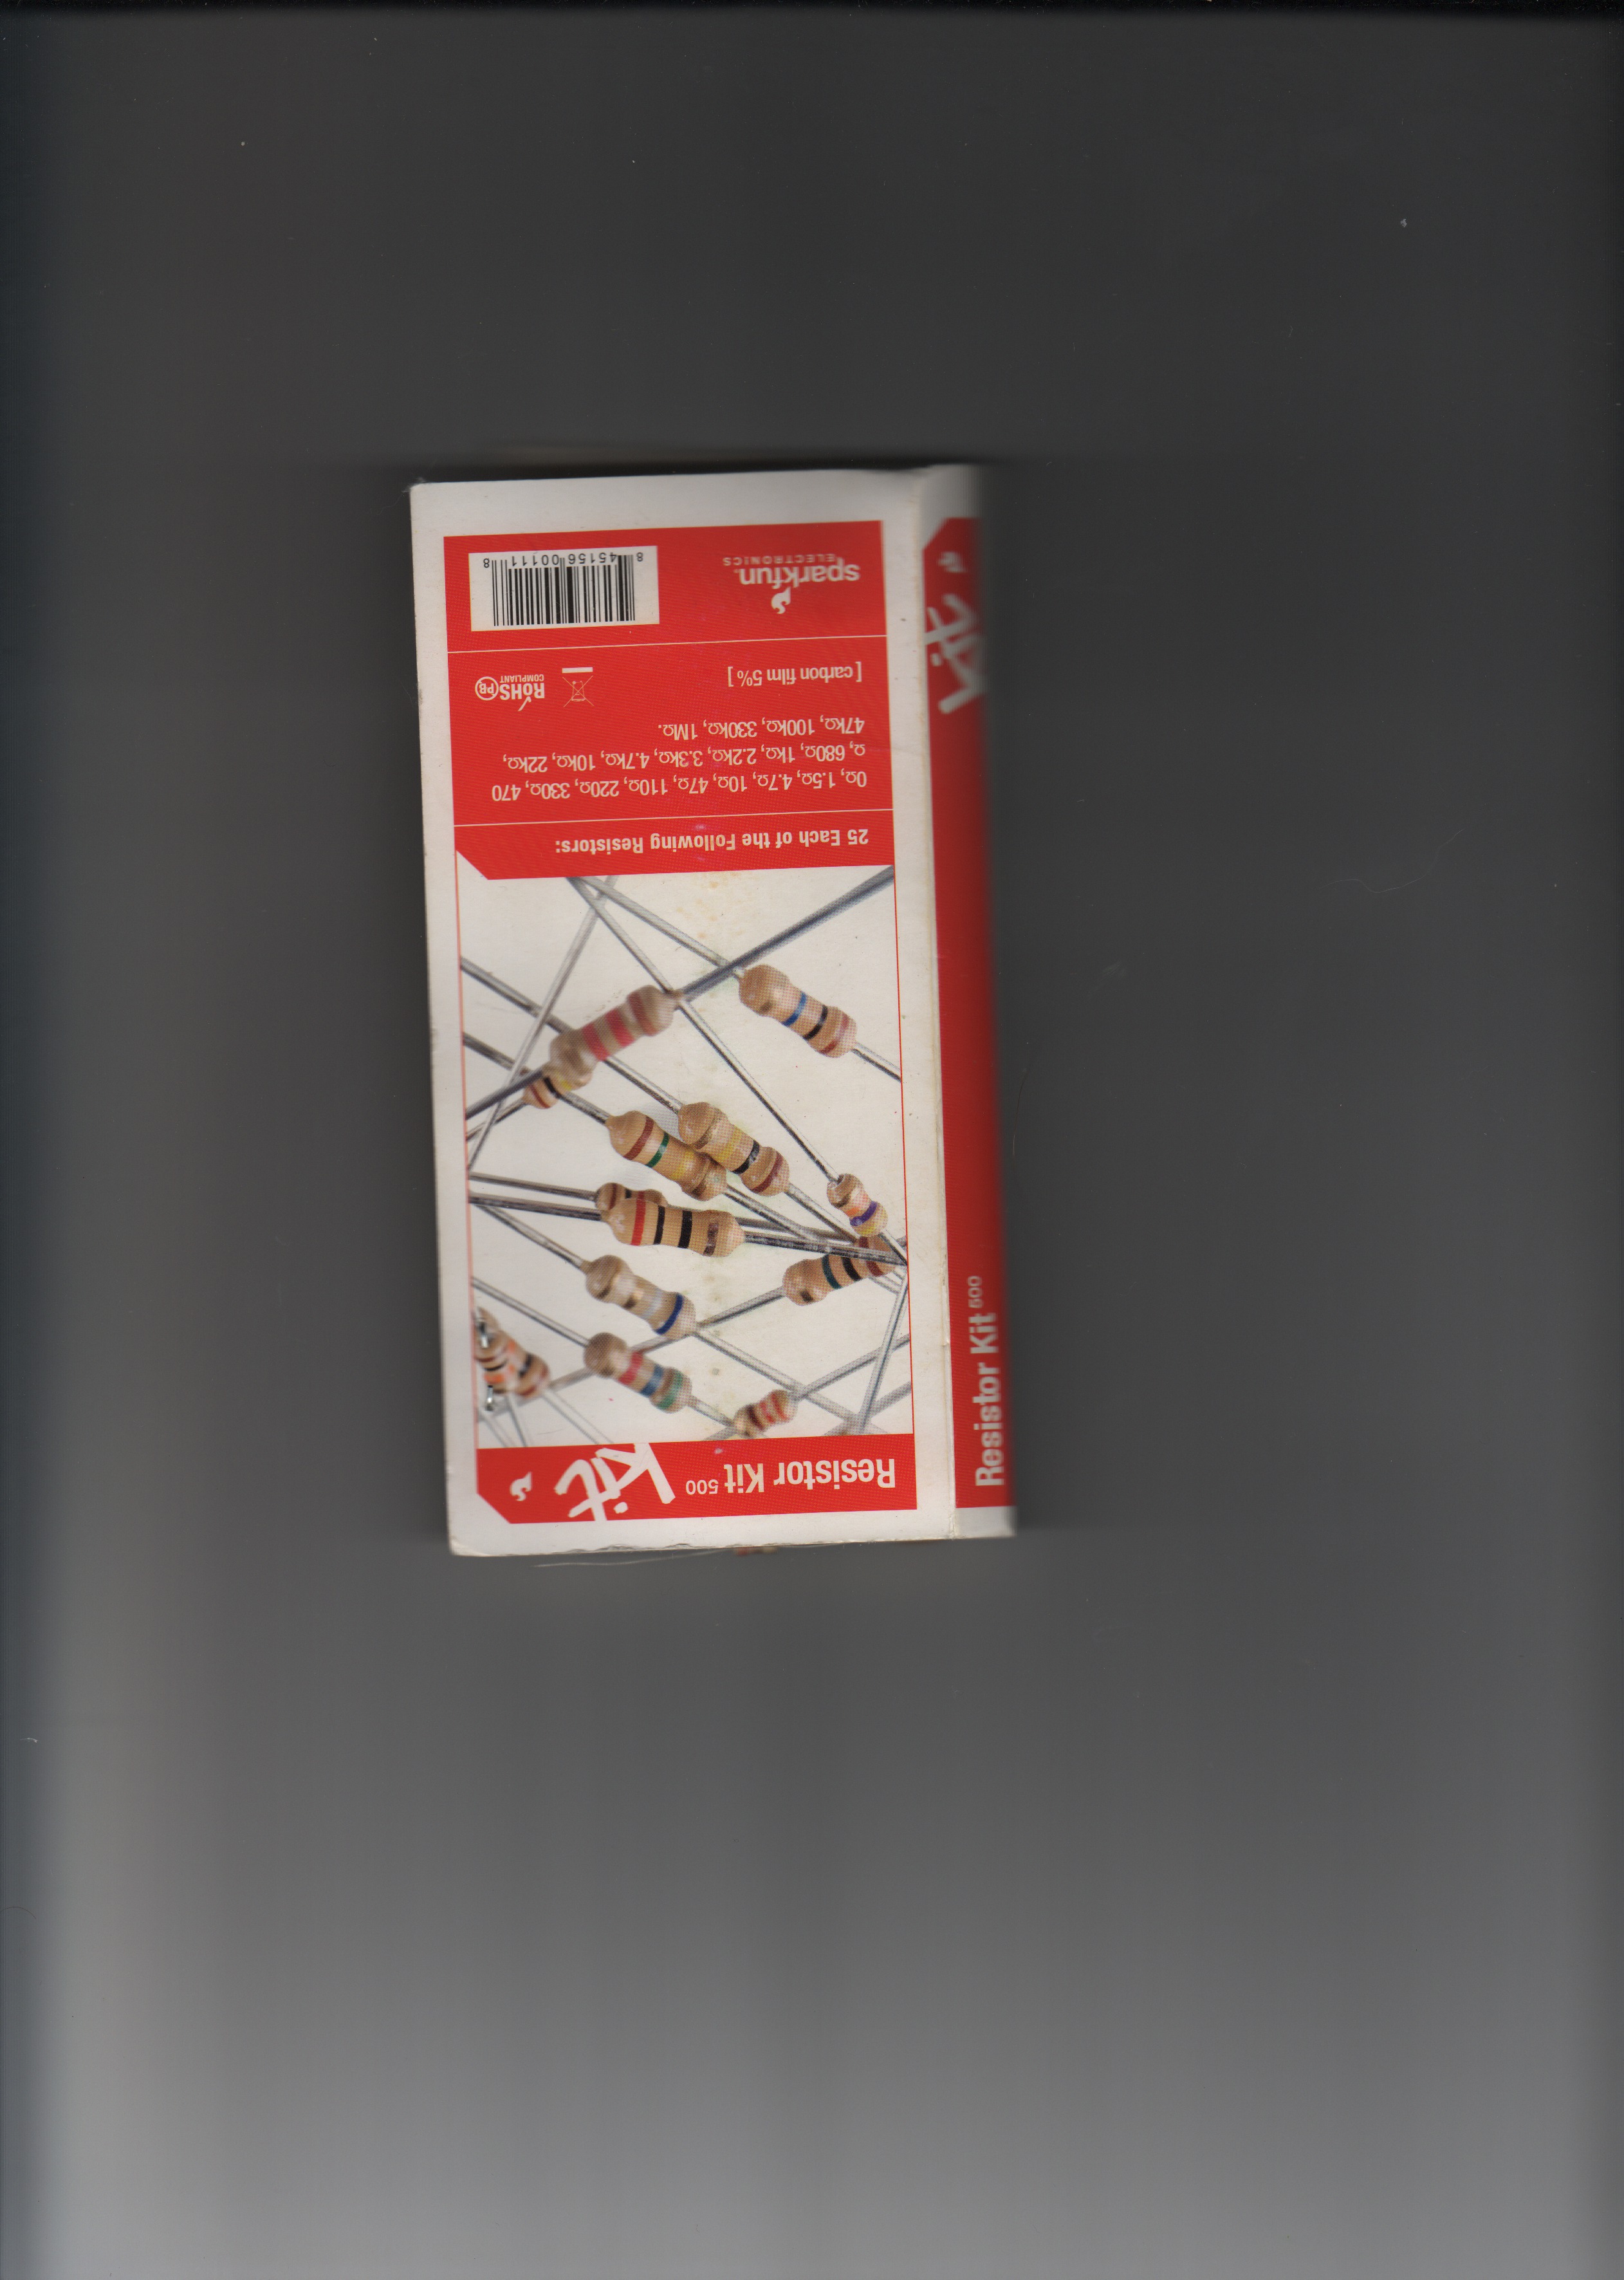 Resistor Kit 500
kit
25 Each of the Following Resistors:
0Ω, 1.5Ω, 4.7Ω, 10Ω, 47Ω, 110Ω, 220Ω, 330Ω, 470
Ω, 680Ω, 1kΩ, 2.2kΩ, 3.3kΩ, 4.7kΩ, 10kΩ, 22kΩ,
47kΩ, 100kΩ, 330kΩ, 1MΩ.
[ carbon film 5% ]
RoHS
COMPLIANT
PB
sparkfun™
ELECTRONICS
8 45156 00111 8
Resistor Kit 500
kit